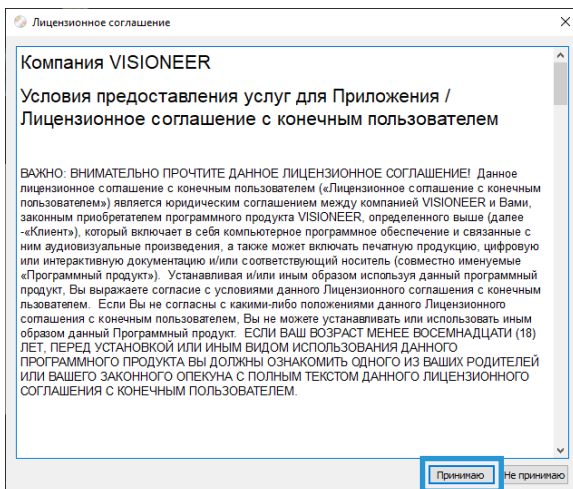 Лицензионное соглашение
Компания VISIONEER
Условия предоставления услуг для Приложения /
Лицензионное соглашение с конечным пользователем
ВАЖНО: ВНИМАТЕЛЬНО ПРОЧТИТЕ ДАННОЕ ЛИЦЕНЗИОННОЕ СОГЛАШЕНИЕ! Данное
лицензионное соглашение с конечным пользователем («Лицензионное соглашение с конечным
пользователем») является юридическим соглашением между компанией VISIONEER и Вами,
законным приобретателем программного продукта VISIONEER, определенного выше (далее
-«Клиент»), который включает в себя компьютерное программное обеспечение и связанные с
ним аудиовизуальные произведения, а также может включать печатную продукцию, цифровую
или интерактивную документацию и/или соответствующий носитель (совместно именуемые
«Программный продукт»). Устанавливая и/или иным образом используя данный программный
продукт, Вы выражаете согласие с условиями данного Лицензионного соглашения с конечным
льзователем. Если Вы не согласны с какими-либо положениями данного Лицензионного
соглашения с конечным пользователем, Вы не можете устанавливать или использовать иным
образом данный Программный продукт. ЕСЛИ ВАШ ВОЗРАСТ МЕНЕЕ ВОСЕМНАДЦАТИ (18)
ЛЕТ, ПЕРЕД УСТАНОВКОЙ ИЛИ ИНЫМ ВИДОМ ИСПОЛЬЗОВАНИЯ ДАННОГО
ПРОГРАММНОГО ПРОДУКТА ВЫ ДОЛЖНЫ ОЗНАКОМИТЬ ОДНОГО ИЗ ВАШИХ РОДИТЕЛЕЙ
ИЛИ ВАШЕГО ЗАКОННОГО ОПЕКУНА С ПОЛНЫМ ТЕКСТОМ ДАННОГО ЛИЦЕНЗИОННОГО
СОГЛАШЕНИЯ С КОНЕЧНЫМ ПОЛЬЗОВАТЕЛЕМ.
Принимаю Не принимаю